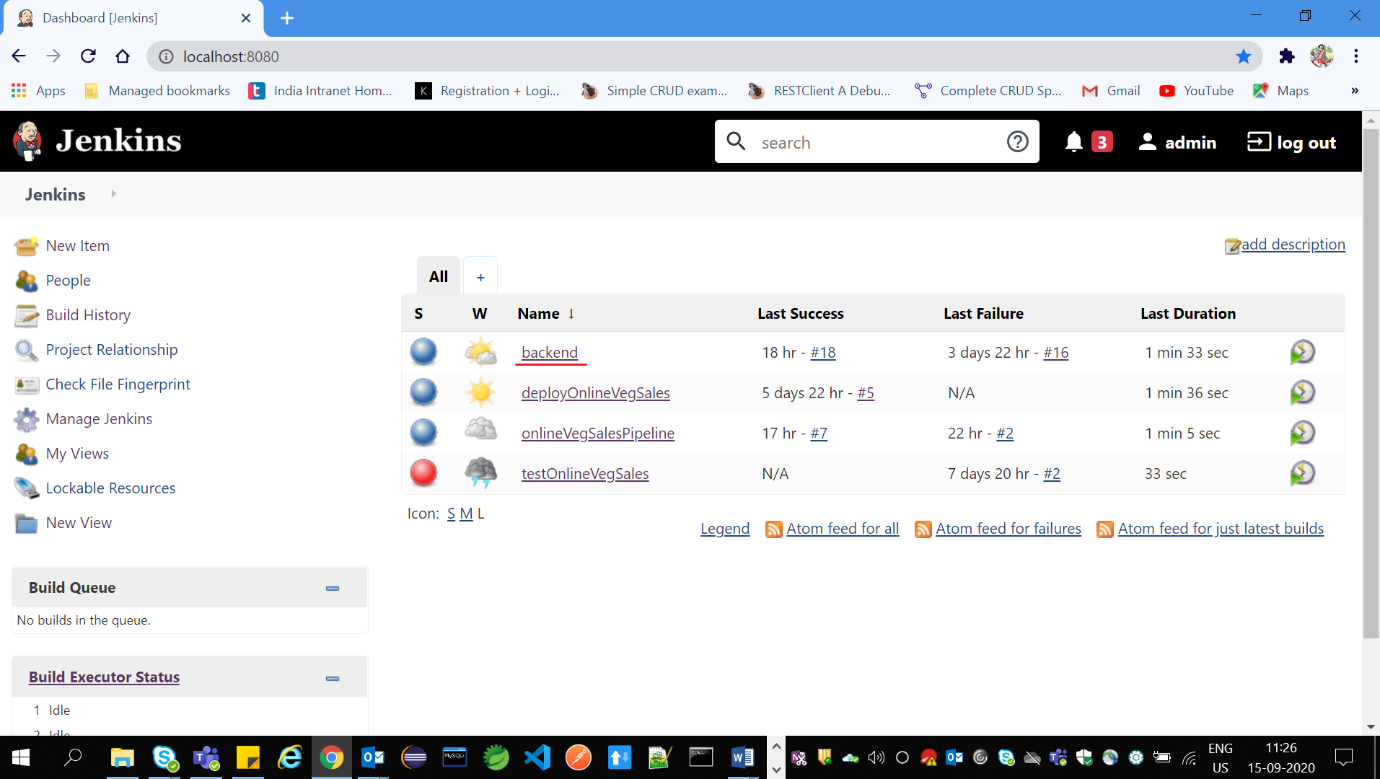 Dashboard [Jenkins]
localhost:8080
Apps Managed bookmarks India Intranet Hom... Registration + Logi... Simple CRUD exam... RESTClient A Debu... Complete CRUD Sp... Gmail YouTube Maps »
Jenkins search 3 admin log out
Jenkins
New Item
People
Build History
Project Relationship
Check File Fingerprint
Manage Jenkins
My Views
Lockable Resources
New View
Build Queue
No builds in the queue.
Build Executor Status
1 Idle
2 Idle
add description
All +
S W Name ↓ Last Success Last Failure Last Duration
backend 18 hr - #18 3 days 22 hr - #16 1 min 33 sec
deployOnlineVegSales 5 days 22 hr - #5 N/A 1 min 36 sec
onlineVegSalesPipeline 17 hr - #7 22 hr - #2 1 min 5 sec
testOnlineVegSales N/A 7 days 20 hr - #2 33 sec
Icon: S M L
Legend Atom feed for all Atom feed for failures Atom feed for just latest builds
ENG 11:26
US 15-09-2020